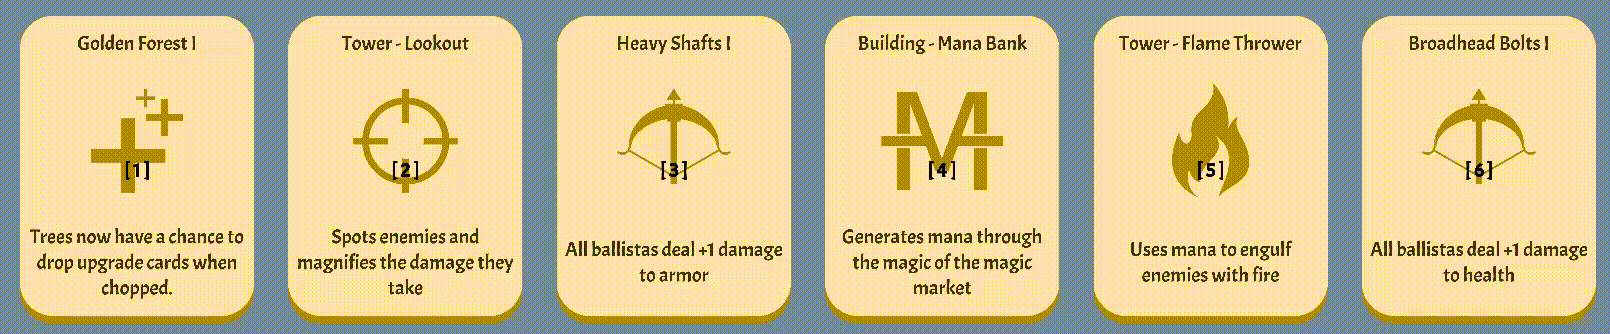 Golden Forest I
[1]
Trees now have a chance to
drop upgrade cards when
chopped.
Tower - Lookout
[2]
Spots enemies and
magnifies the damage they
take
Heavy Shafts I
[3]
All ballistas deal +1 damage
to armor
Building - Mana Bank
[4]
Generates mana through
the magic of the magic
market
Tower - Flame Thrower
[5]
Uses mana to engulf
enemies with fire
Broadhead Bolts I
[6]
All ballistas deal +1 damage
to health